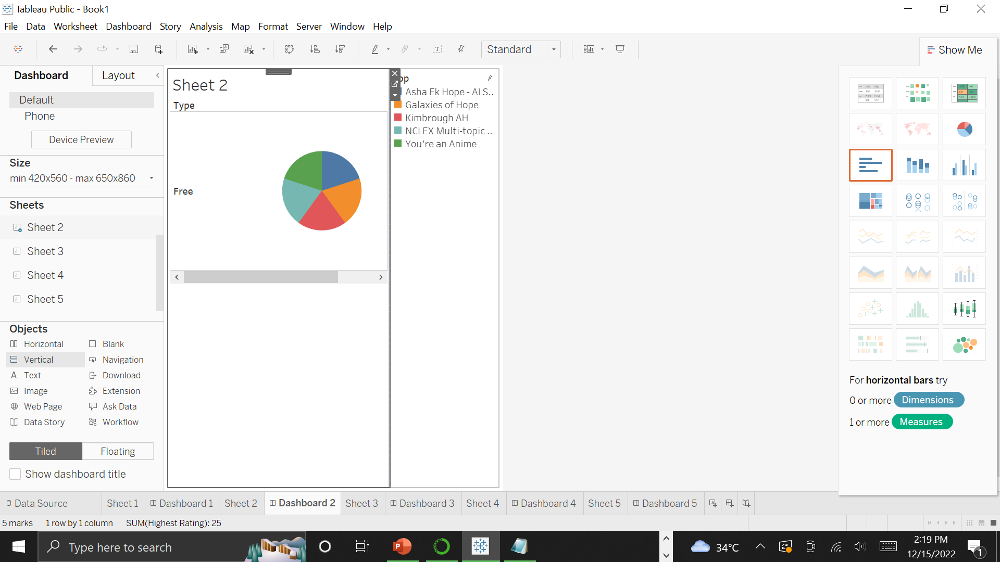 Tableau Public - Book1
File Data Worksheet Dashboard Story Analysis Map Format Server Window Help
Standard
Show Me
Dashboard
Layout
Default
Phone
Device Preview
Size
min 420x560 - max 650x860
Sheets
Sheet 2
Sheet 3
Sheet 4
Sheet 5
Objects
Horizontal
Blank
Vertical
Navigation
Text
Download
Image
Extension
Web Page
Ask Data
Data Story
Workflow
Tiled
Floating
Show dashboard title
Sheet 2
Type
Free
Asha Ek Hope - ALS..
Galaxies of Hope
Kimbrough AH
NCLEX Multi-topic ..
You're an Anime
For horizontal bars try
0 or more Dimensions
1 or more Measures
Data Source Sheet 1 Dashboard 1 Sheet 2 Dashboard 2 Sheet 3 Dashboard 3 Sheet 4 Dashboard 4 Sheet 5 Dashboard 5
5 marks 1 row by 1 column SUM(Highest Rating): 25
Type here to search
34°C
2:19 PM
12/15/2022
1